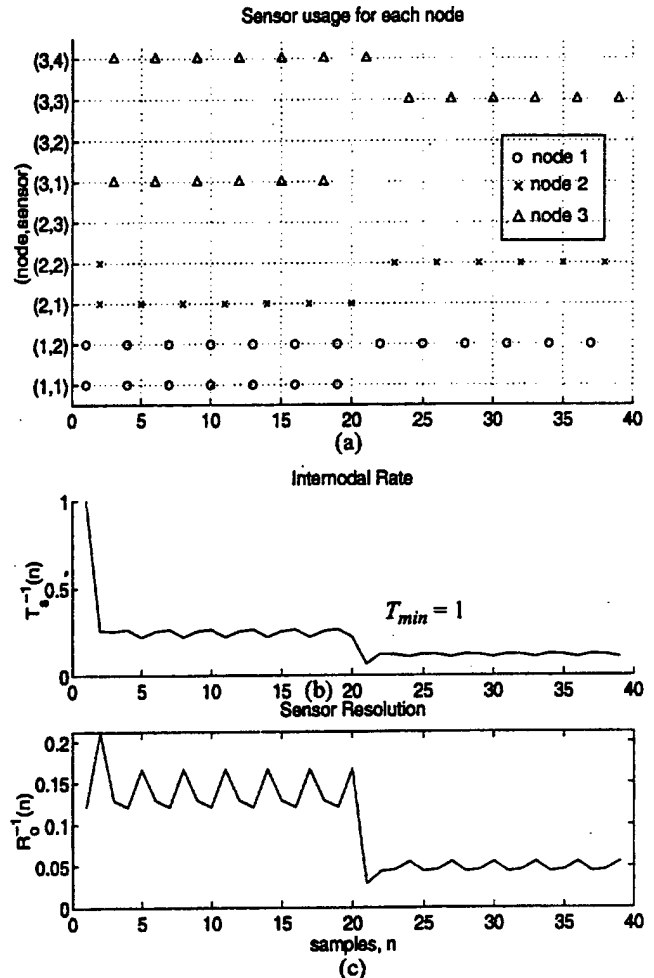 Sensor usage for each node
(node,sensor)
(3,4)
(3,3)
(3,2)
(3,1)
(2,3)
(2,2)
(2,1)
(1,2)
(1,1)
o node 1
× node 2
△ node 3
0 5 10 15 20 25 30 35 40
(a)
Internodal Rate
T_s^-1(n)
1
0.5
0
T_min = 1
0 5 10 15 20 25 30 35 40
(b)
Sensor Resolution
R_o^-1(n)
0.2
0.15
0.1
0.05
0
0 5 10 15 20 25 30 35 40
samples, n
(c)